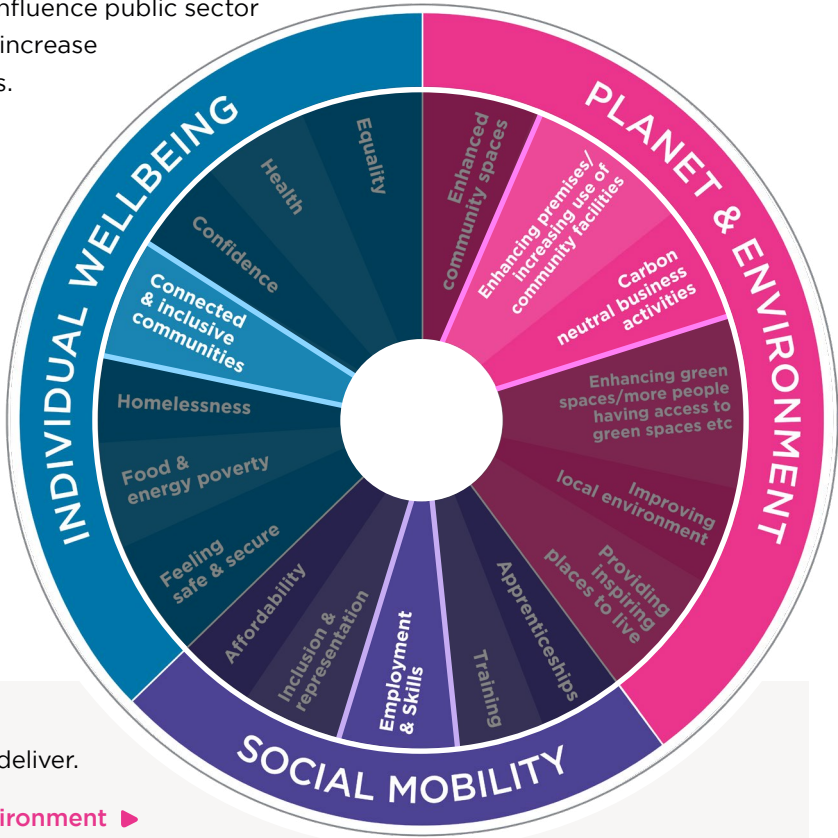 nfluence public sector
increase
s.
INDIVIDUAL WELLBEING
PLANET & ENVIRONMENT
SOCIAL MOBILITY
Equality
Health
Confidence
Connected
& inclusive
communities
Homelessness
Food &
energy poverty
Feeling
safe & secure
Enhanced
community spaces
Enhancing premises/
increasing use of
community facilities
Carbon
neutral business
activities
Enhancing green
spaces/more people
having access to
green spaces etc
Improving
local environment
Providing
inspiring
places to live
Apprenticeships
Training
Employment
& Skills
Inclusion &
representation
Affordability
deliver.
ironment